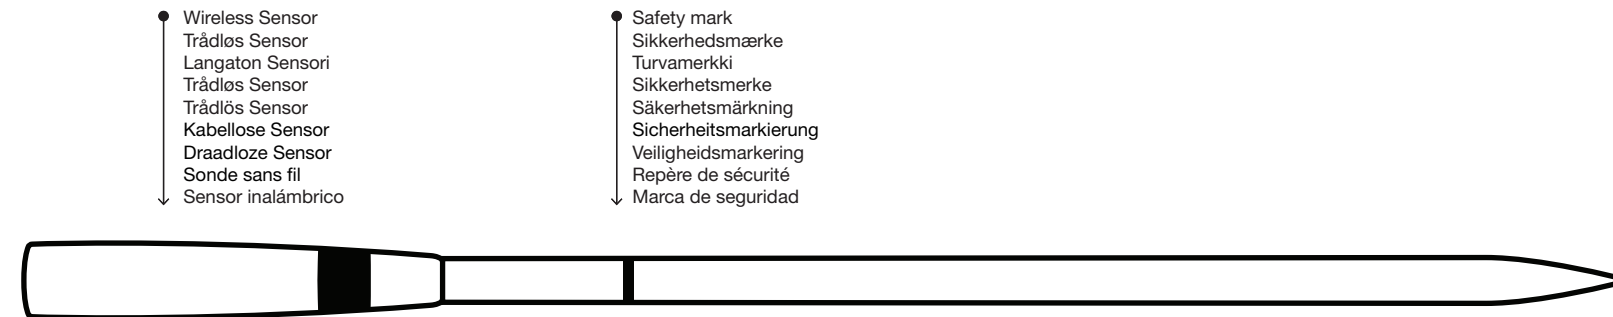 Wireless Sensor
Trådløs Sensor
Langaton Sensori
Trådløs Sensor
Trådlös Sensor
Kabellose Sensor
Draadloze Sensor
Sonde sans fil
Sensor inalámbrico
Safety mark
Sikkerhedsmærke
Turvamerkki
Sikkerhetsmerke
Säkerhetsmärkning
Sicherheitsmarkierung
Veiligheidsmarkering
Repère de sécurité
Marca de seguridad